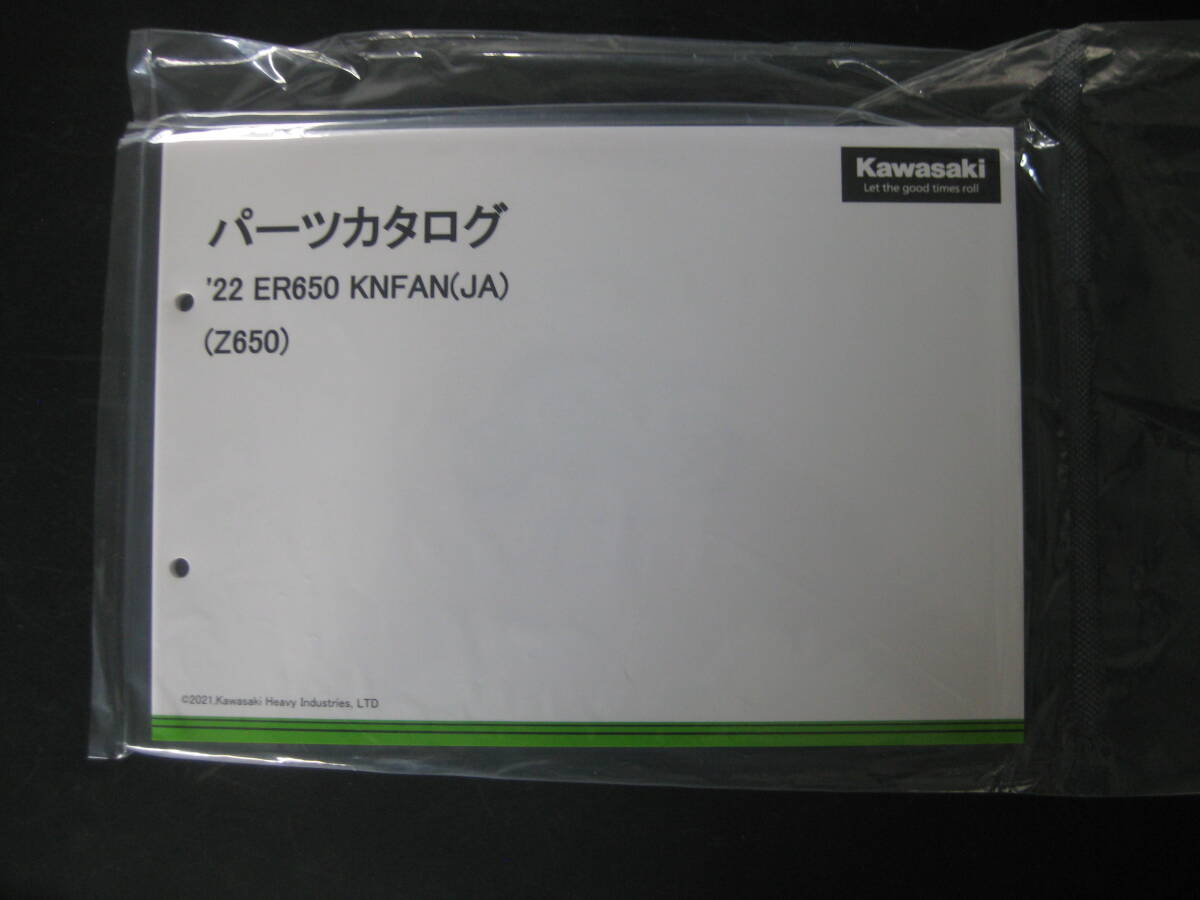 Kawasaki
Let the good times roll
パーツカタログ
'22 ER650 KNFAN(JA)
(Z650)
©2021,Kawasaki Heavy Industries, LTD